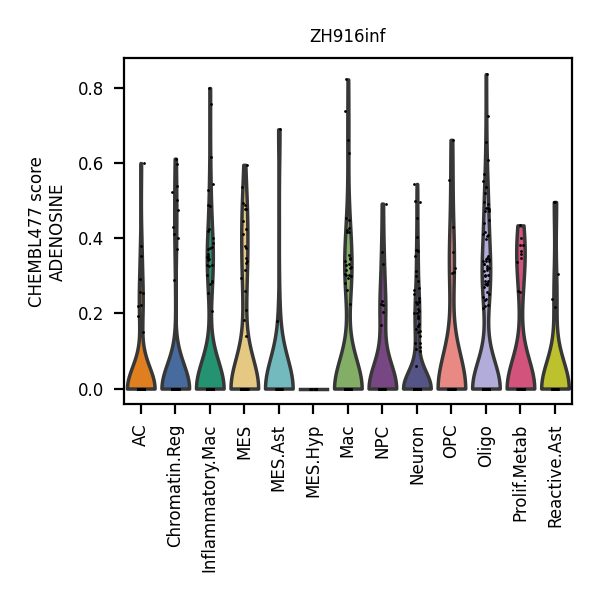 ZH916inf
CHEMBL477 score
ADENOSINE
0.8
0.6
0.4
0.2
0.0
AC
Chromatin.Reg
Inflammatory.Mac
MES
MES.Ast
MES.Hyp
Mac
NPC
Neuron
OPC
Oligo
Prolif.Metab
Reactive.Ast